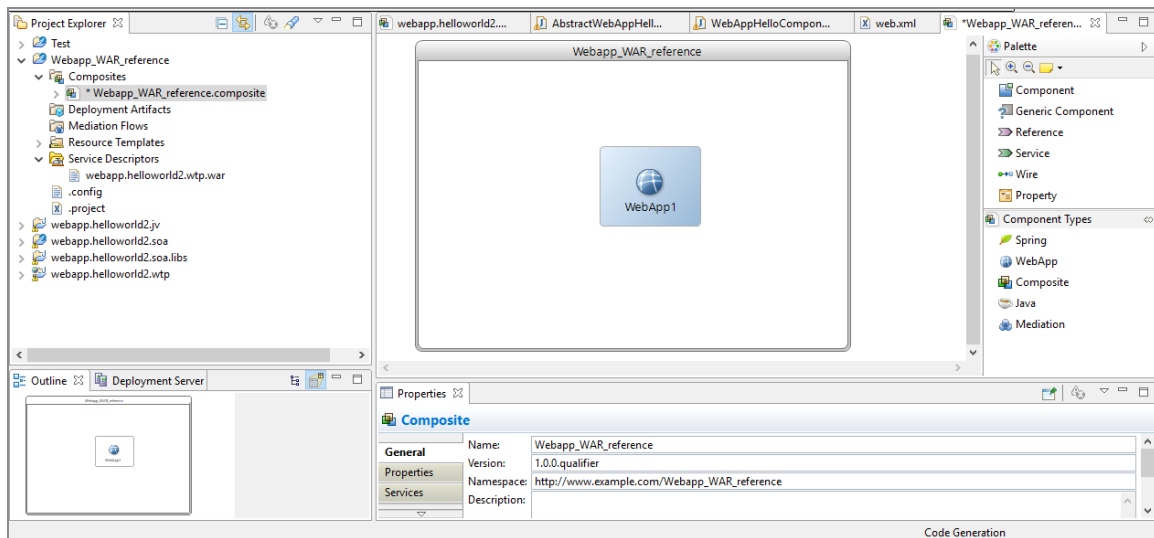 Project Explorer
webapp.helloworld2....
AbstractWebAppHell...
WebAppHelloCompon...
web.xml
*Webapp_WAR_referen...
Test
Webapp_WAR_reference
Composites
* Webapp_WAR_reference.composite
Deployment Artifacts
Mediation Flows
Resource Templates
Service Descriptors
webapp.helloworld2.wtp.war
.config
.project
webapp.helloworld2.jv
webapp.helloworld2.soa
webapp.helloworld2.soa.libs
webapp.helloworld2.wtp
Webapp_WAR_reference
WebApp1
Palette
Component
Generic Component
Reference
Service
Wire
Property
Component Types
Spring
WebApp
Composite
Java
Mediation
Outline
Deployment Server
Webapp_WAR_reference
WebApp1
Properties
Composite
General
Properties
Services
Name: Webapp_WAR_reference
Version: 1.0.0.qualifier
Namespace: http://www.example.com/Webapp_WAR_reference
Description:
Code Generation